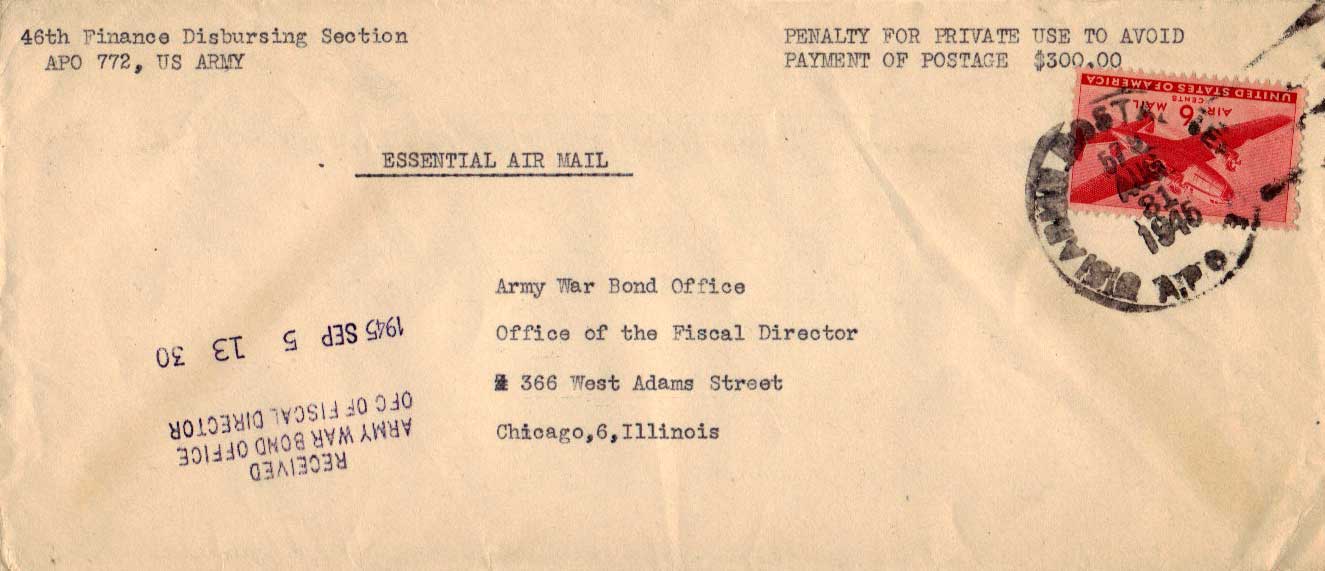 46th Finance Disbursing Section
APO 772, US ARMY
PENALTY FOR PRIVATE USE TO AVOID
PAYMENT OF POSTAGE $300.00
UNITED STATES OF AMERICA
AIR 6 MAIL
CENTS
ARMY POSTAL
AUG
1945
A.P.O.
ESSENTIAL AIR MAIL
Army War Bond Office
Office of the Fiscal Director
366 West Adams Street
Chicago,6,Illinois
RECEIVED
ARMY WAR BOND OFFICE
OFC OF FISCAL DIRECTOR
1945 SEP 5 13 30